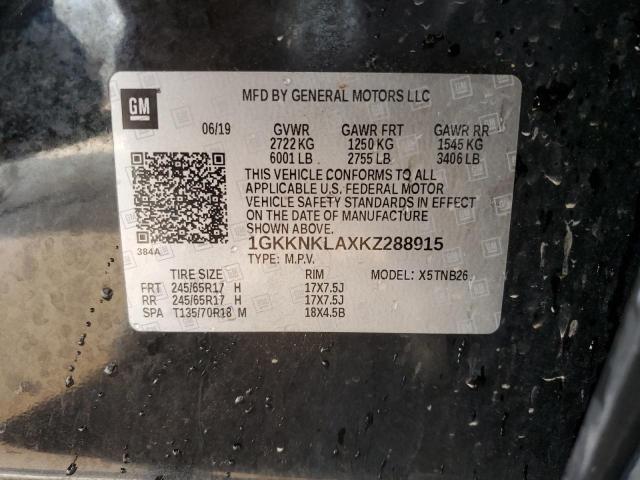 GM
MFD BY GENERAL MOTORS LLC
06/19 GVWR GAWR FRT GAWR RR
2722 KG 1250 KG 1545 KG
6001 LB 2755 LB 3406 LB
THIS VEHICLE CONFORMS TO ALL
APPLICABLE U.S. FEDERAL MOTOR
VEHICLE SAFETY STANDARDS IN EFFECT
ON THE DATE OF MANUFACTURE
SHOWN ABOVE.
384A
1GKKNKLAXKZ288915
TYPE: M.P.V.
TIRE SIZE RIM MODEL: X5TNB26
FRT 245/65R17 H 17X7.5J
RR 245/65R17 H 17X7.5J
SPA T135/70R18 M 18X4.5B